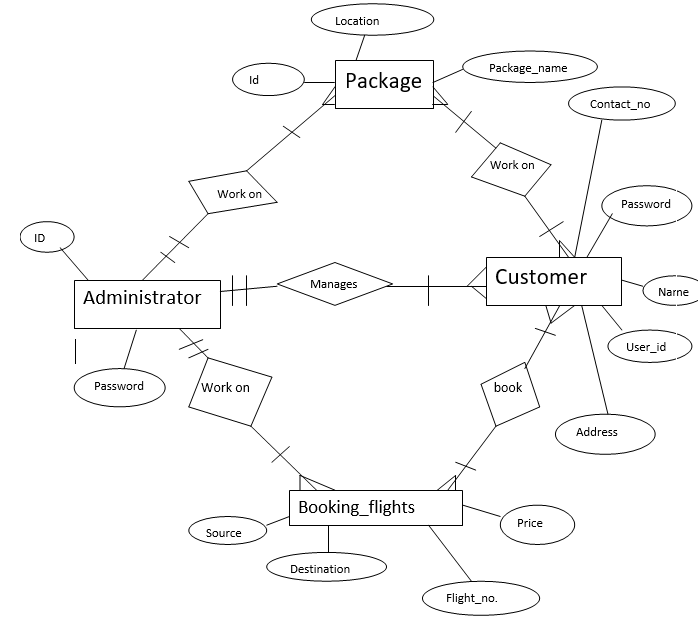 Location
Id
Package
Package_name
Contact_no
Work on
Work on
Password
ID
Administrator
Manages
Customer
Name
User_id
Password
Work on
book
Address
Booking_flights
Source
Price
Destination
Flight_no.